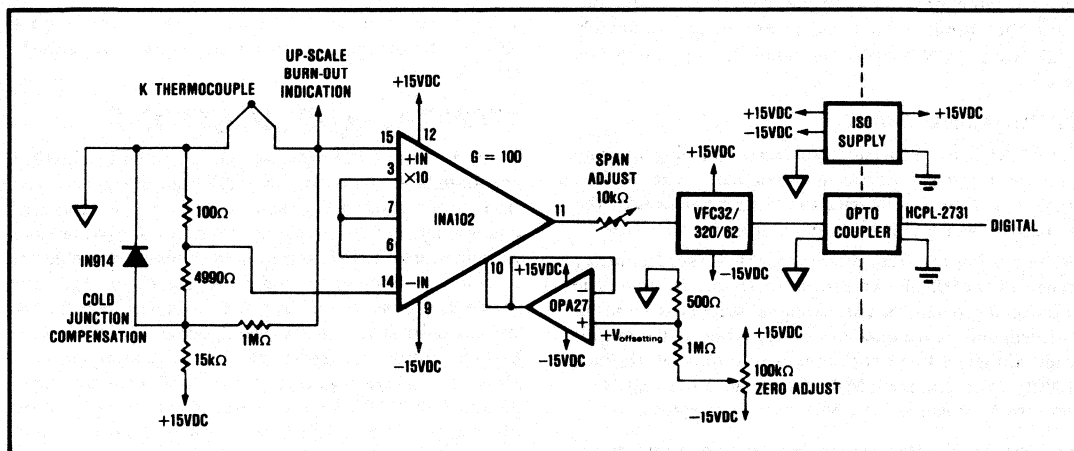 UP-SCALE
BURN-OUT
INDICATION
K THERMOCOUPLE
+15VDC
12
15
+IN
G = 100
3
×10
7
INA102
6
11
10
14
−IN
9
−15VDC
100Ω
IN914
4990Ω
COLD
JUNCTION
COMPENSATION
1MΩ
15kΩ
+15VDC
SPAN
ADJUST
10kΩ
+15VDC
VFC32/
320/62
−15VDC
+15VDC
−
OPA27
+
−15VDC
+Voffsetting
500Ω
1MΩ
+15VDC
100kΩ
ZERO ADJUST
−15VDC
+15VDC
−15VDC
ISO
SUPPLY
+15VDC
OPTO
COUPLER
HCPL-2731
DIGITAL